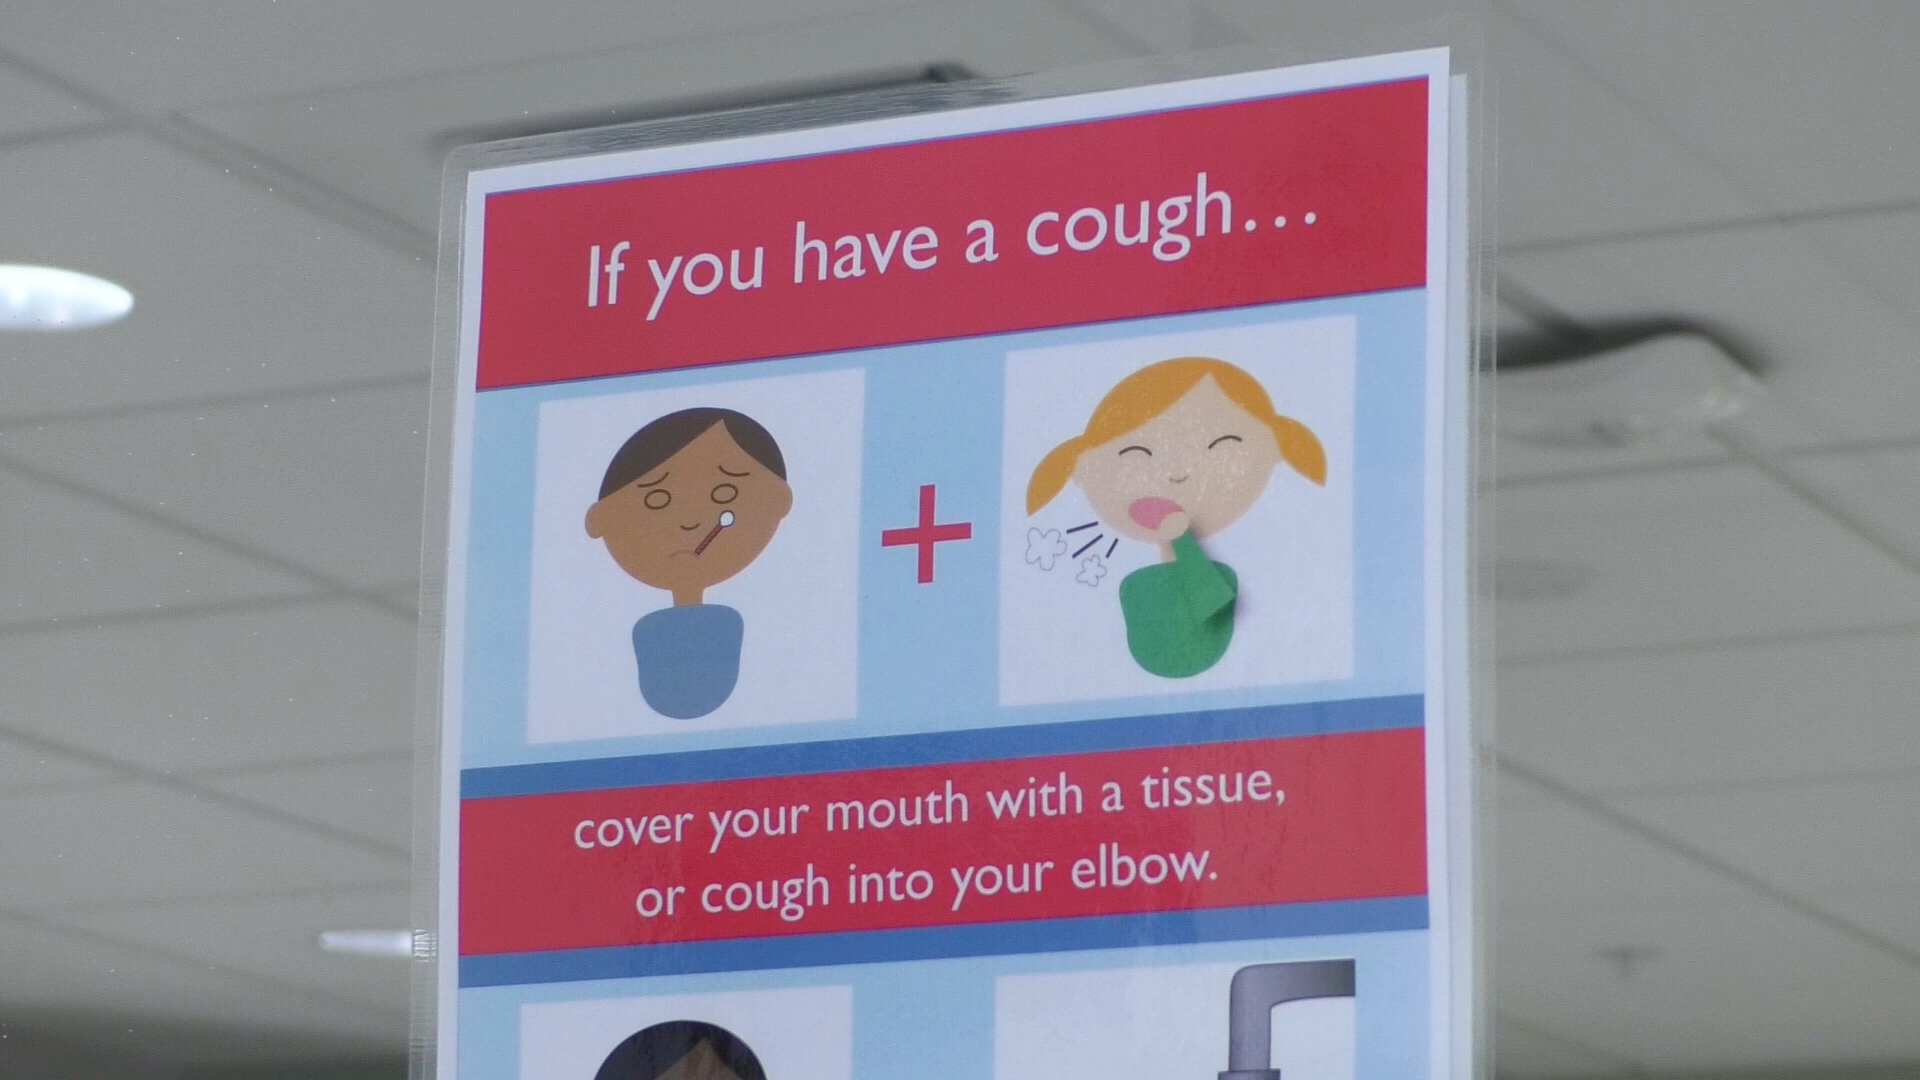 If you have a cough...
cover your mouth with a tissue,
or cough into your elbow.